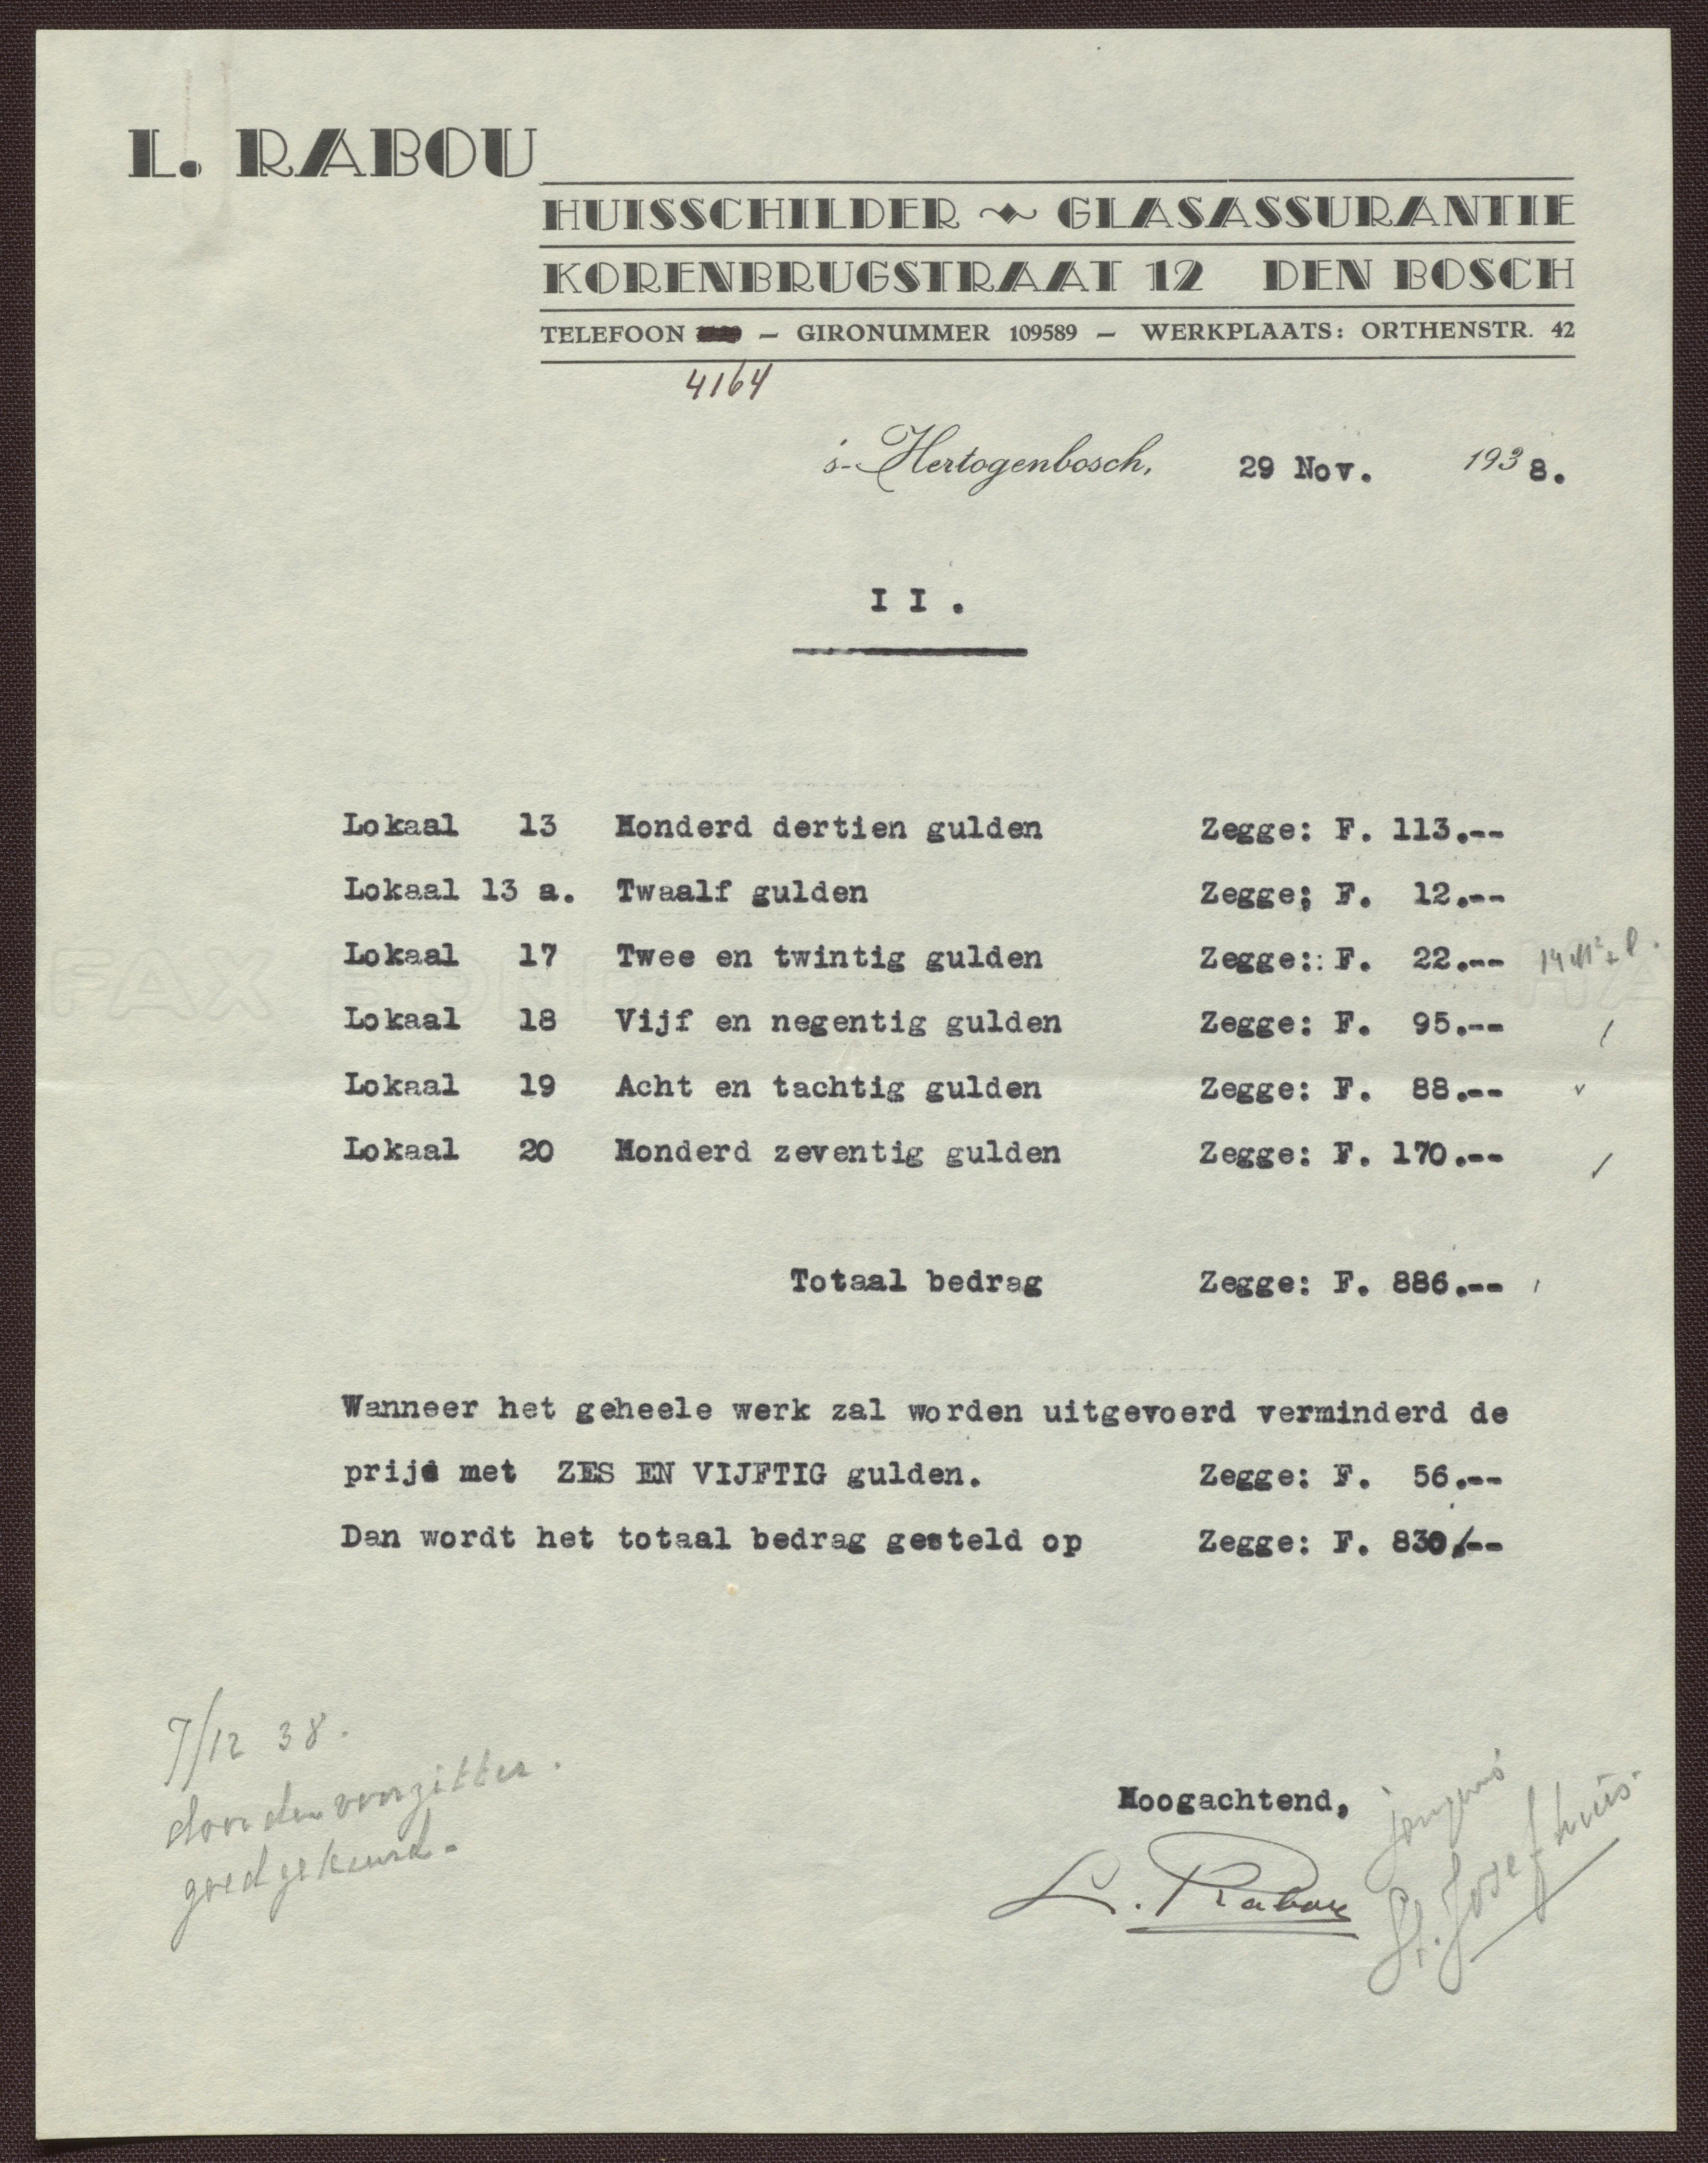 L. RABOU
HUISSCHILDER GLASASSURANTIE
KORENBRUGSTRAAT 12 DEN BOSCH
TELEFOON — GIRONUMMER 109589 — WERKPLAATS: ORTHENSTR. 42
4164
's-Hertogenbosch, 29 Nov. 1938.
II.
Lokaal 13 Honderd dertien gulden Zegge: F. 113.--
Lokaal 13 a. Twaalf gulden Zegge: F. 12.--
Lokaal 17 Twee en twintig gulden Zegge:: F. 22.--
Lokaal 18 Vijf en negentig gulden Zegge: F. 95.--
Lokaal 19 Acht en tachtig gulden Zegge: F. 88.--
Lokaal 20 Honderd zeventig gulden Zegge: F. 170.--
Totaal bedrag Zegge: F. 886.--
Wanneer het geheele werk zal worden uitgevoerd verminderd de
prijs met ZES EN VIJFTIG gulden. Zegge: F. 56.--
Dan wordt het totaal bedrag gesteld op Zegge: F. 830.--
7/12 38.
door den voorzitter.
goedgekeurd.
Hoogachtend,
L. Rabou
St. Josefhuis.